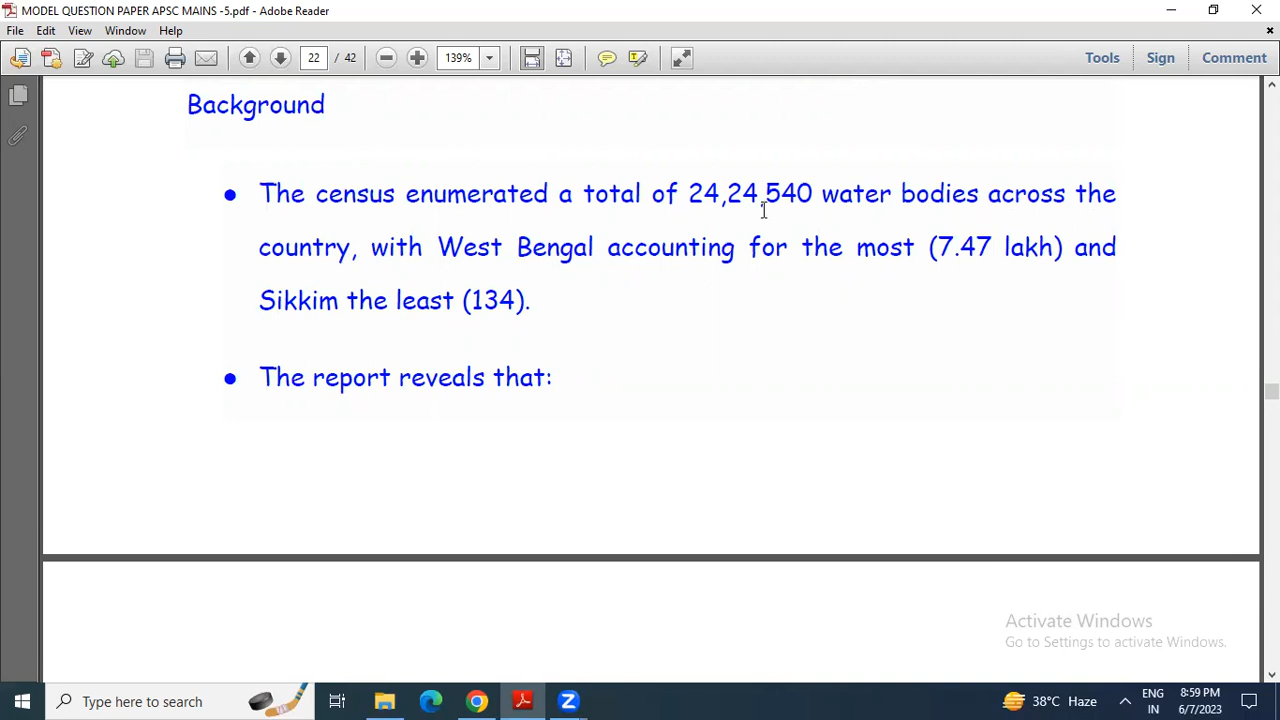 MODEL QUESTION PAPER APSC MAINS -5.pdf - Adobe Reader
File Edit View Window Help
22 / 42 139% Tools Sign Comment
Background
● The census enumerated a total of 24,24,540 water bodies across the
country, with West Bengal accounting for the most (7.47 lakh) and
Sikkim the least (134).
● The report reveals that:
Activate Windows
Go to Settings to activate Windows.
Type here to search
38°C Haze
ENG
IN
8:59 PM
6/7/2023